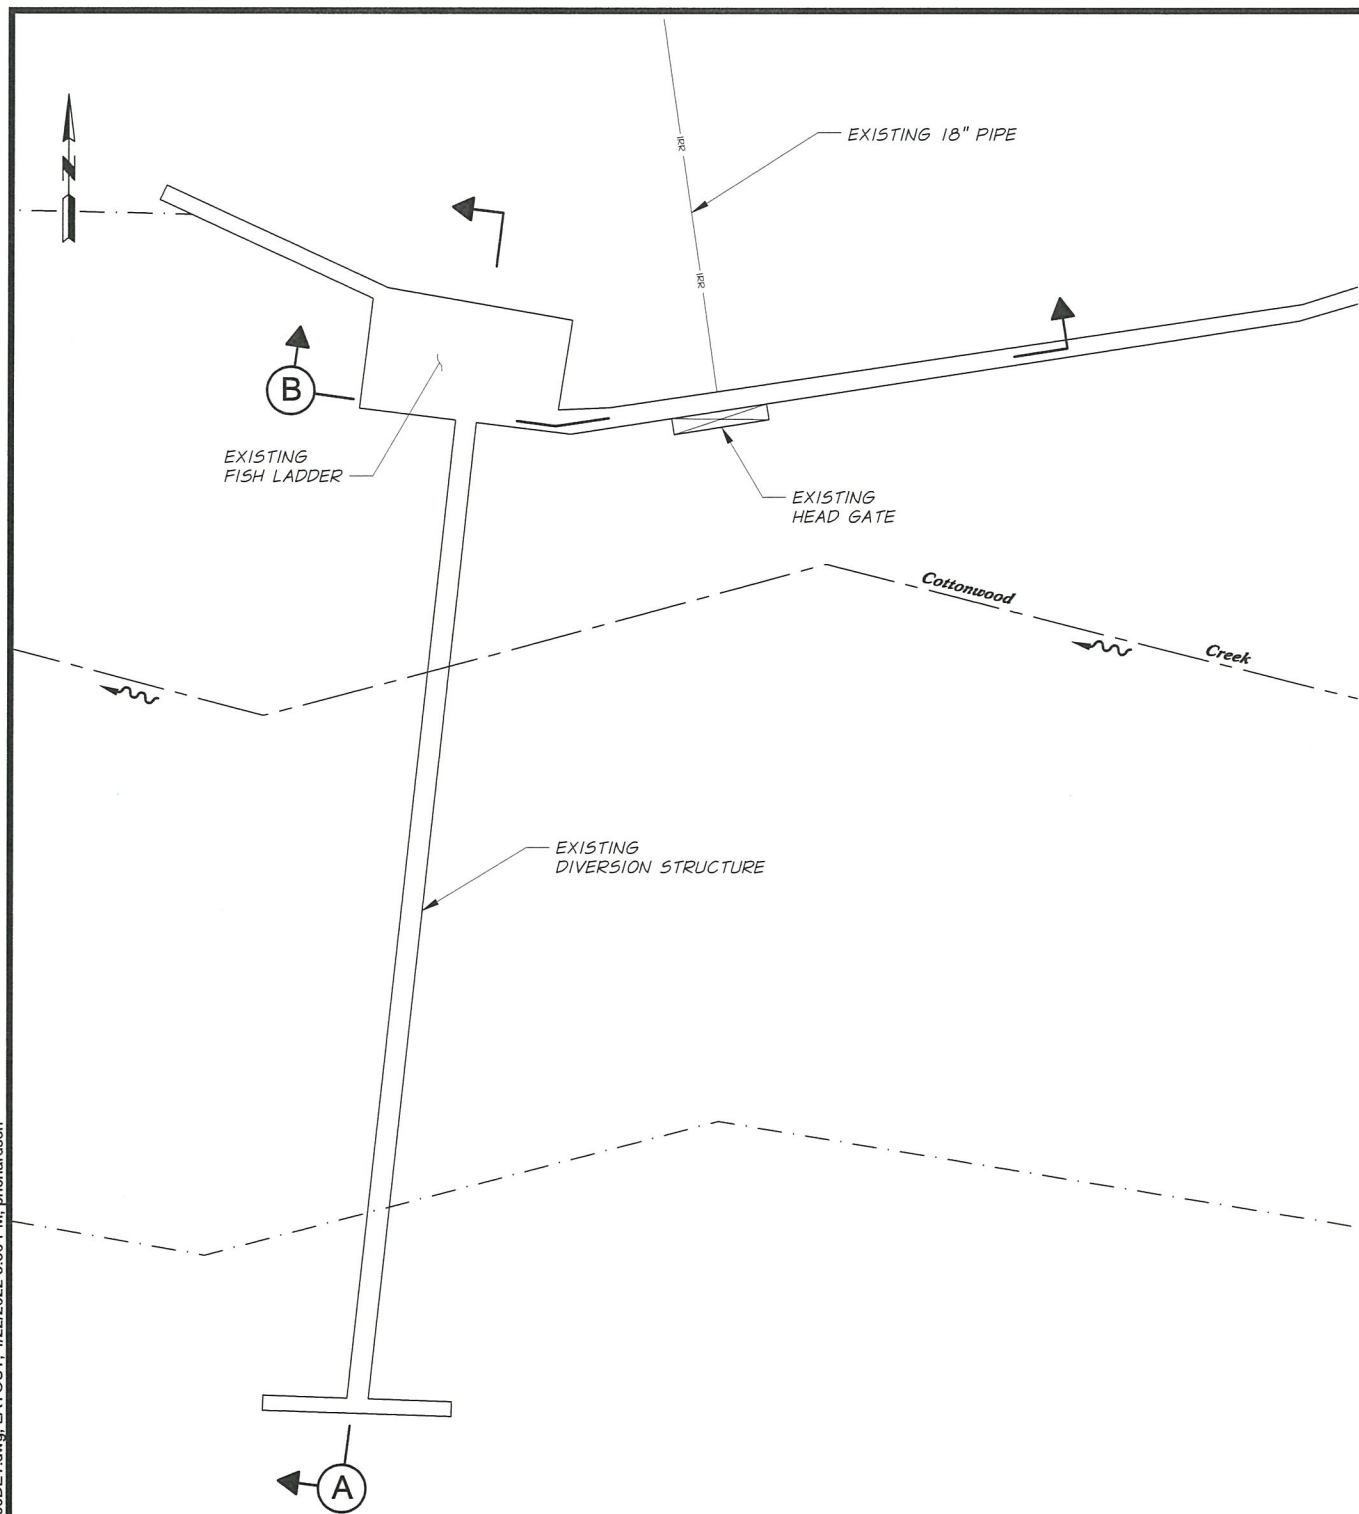 N
EXISTING 18" PIPE
IRR
IRR
B
EXISTING
FISH LADDER
EXISTING
HEAD GATE
Cottonwood
Creek
EXISTING
DIVERSION STRUCTURE
A